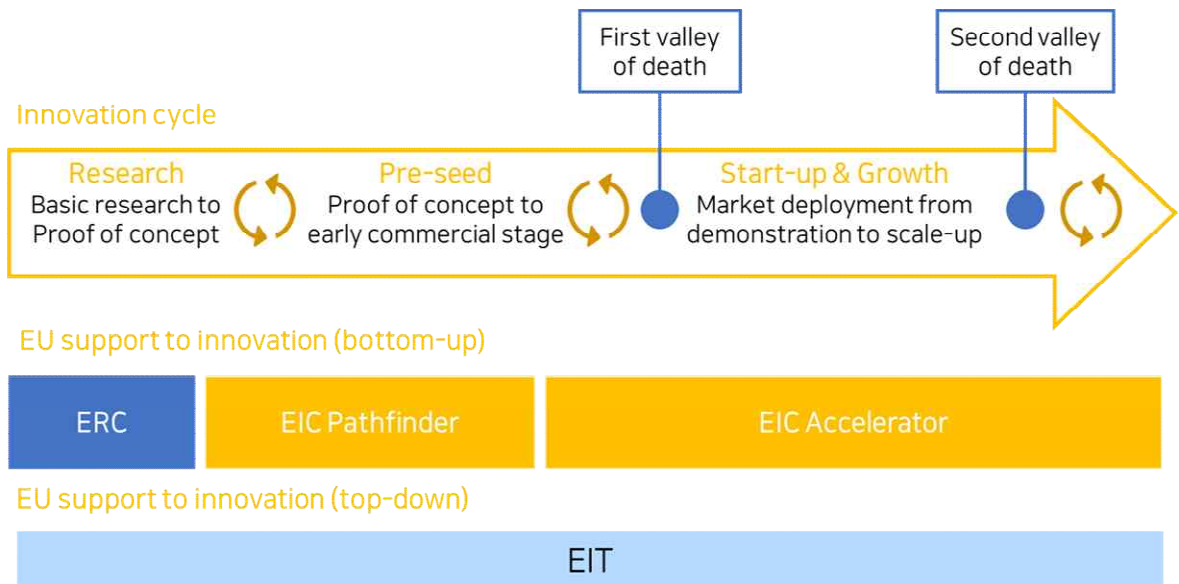 First valley
of death
Second valley
of death
Innovation cycle
Research
Basic research to
Proof of concept
Pre-seed
Proof of concept to
early commercial stage
Start-up & Growth
Market deployment from
demonstration to scale-up
EU support to innovation (bottom-up)
ERC
EIC Pathfinder
EIC Accelerator
EU support to innovation (top-down)
EIT